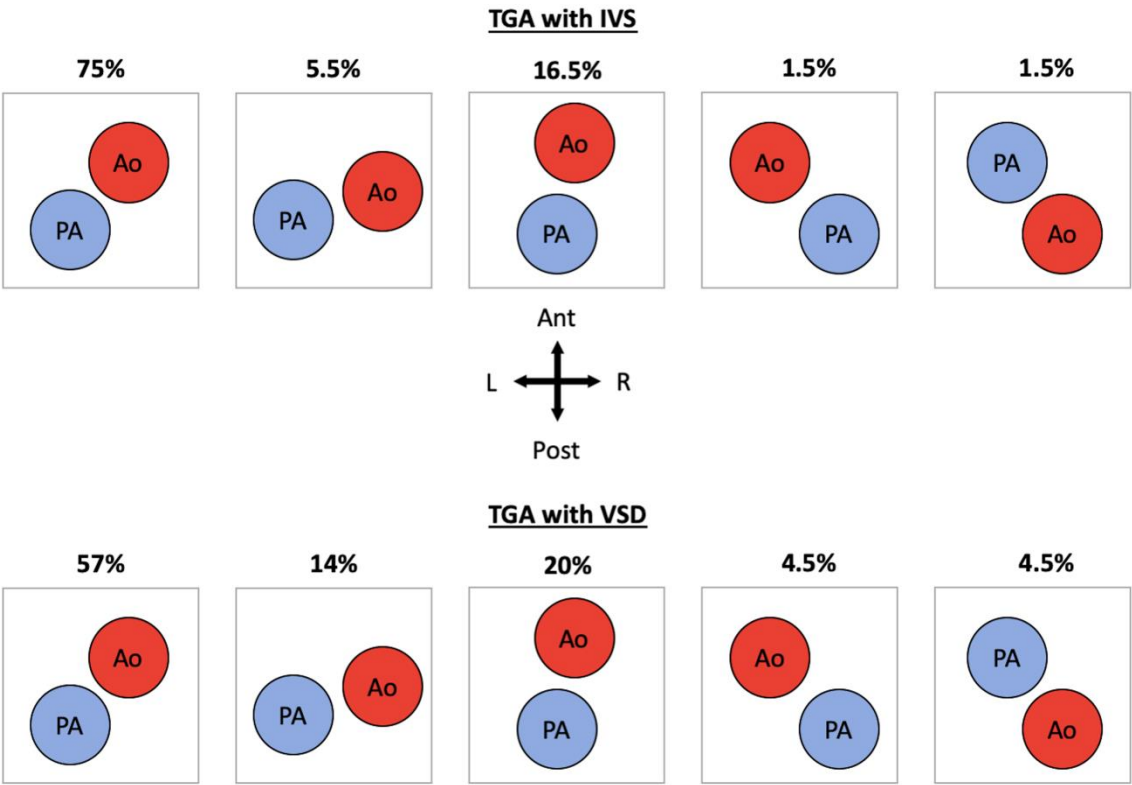 TGA with IVS
75% 5.5% 16.5% 1.5% 1.5%
Ao PA
PA Ao
Ao PA
Ao PA
PA Ao
Ant
L R
Post
TGA with VSD
57% 14% 20% 4.5% 4.5%
Ao PA
PA Ao
Ao PA
Ao PA
PA Ao